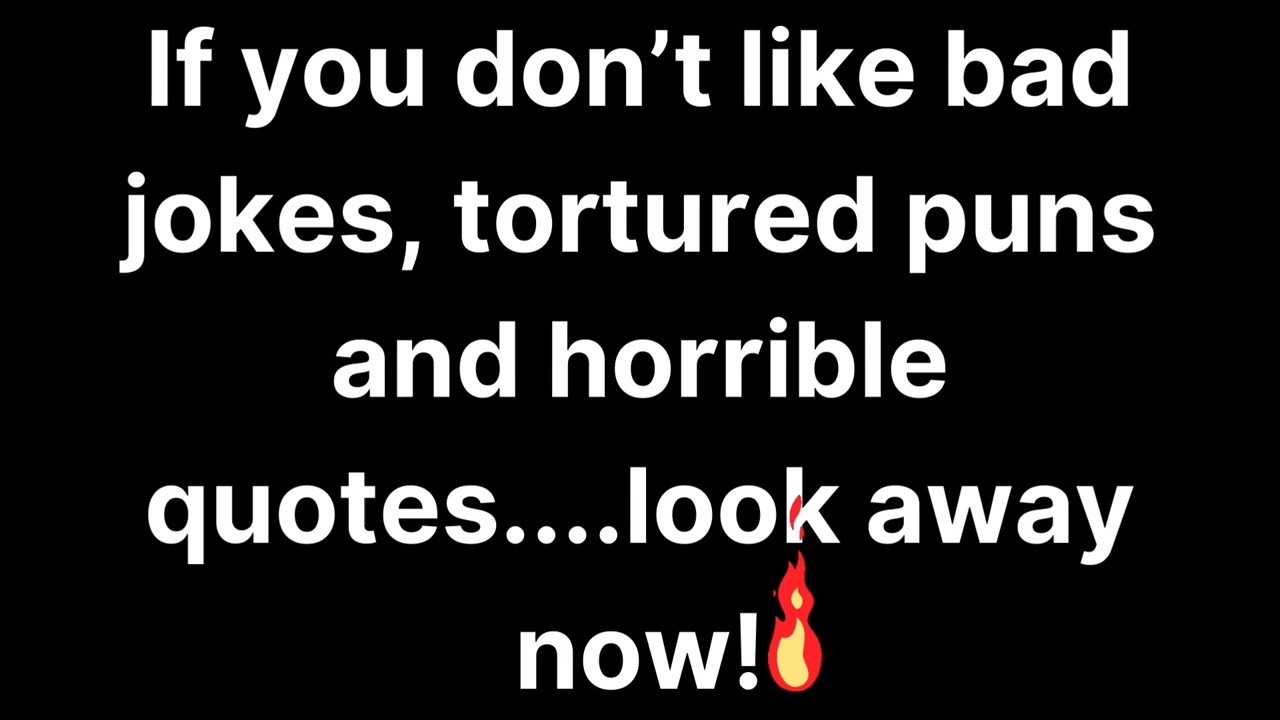 If you don’t like bad
jokes, tortured puns
and horrible
quotes....look away
now!